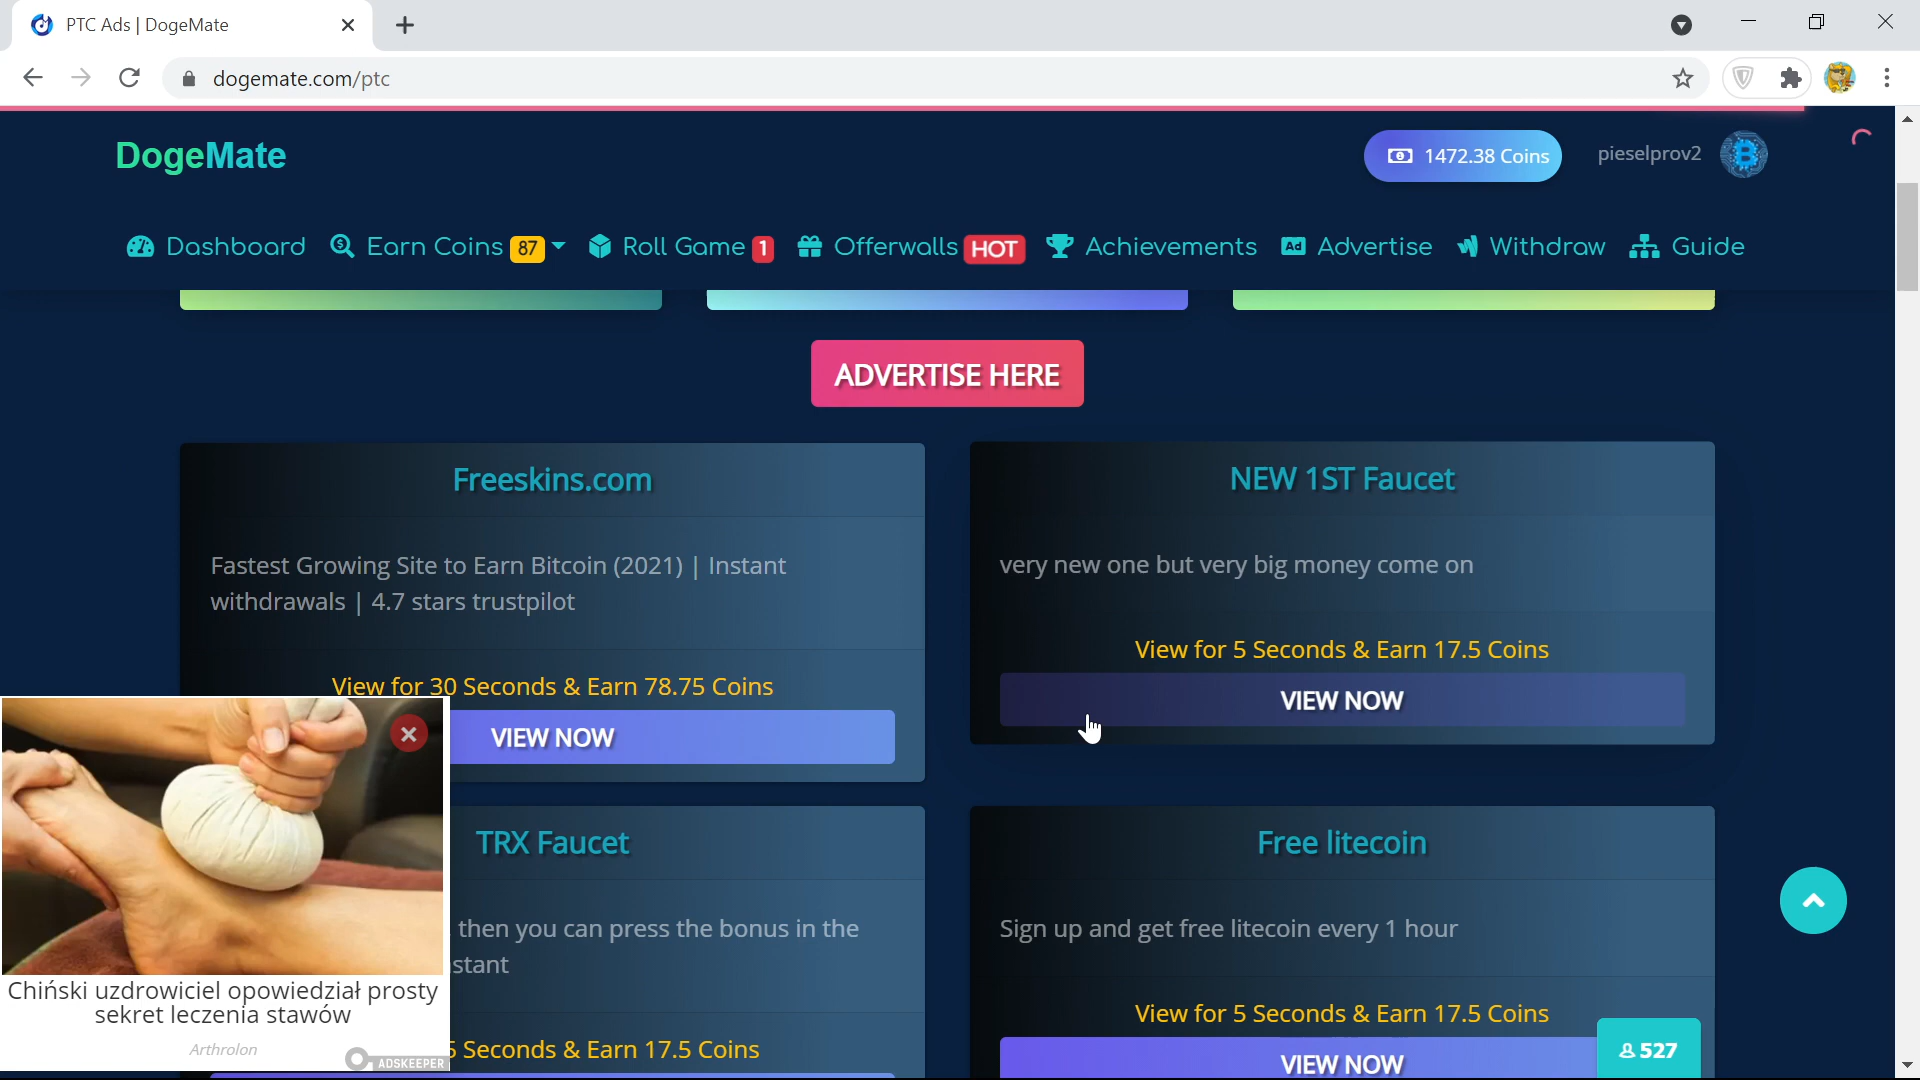 PTC Ads | DogeMate
dogemate.com/ptc
DogeMate
1472.38 Coins
pieselprov2
Dashboard
Earn Coins 87
Roll Game 1
Offerwalls HOT
Achievements
Ad Advertise
Withdraw
Guide
ADVERTISE HERE
Freeskins.com
Fastest Growing Site to Earn Bitcoin (2021) | Instant
withdrawals | 4.7 stars trustpilot
View for 30 Seconds & Earn 78.75 Coins
VIEW NOW
NEW 1ST Faucet
very new one but very big money come on
View for 5 Seconds & Earn 17.5 Coins
VIEW NOW
TRX Faucet
then you can press the bonus in the
stant
5 Seconds & Earn 17.5 Coins
Free litecoin
Sign up and get free litecoin every 1 hour
View for 5 Seconds & Earn 17.5 Coins
VIEW NOW
527
Chiński uzdrowiciel opowiedział prosty
sekret leczenia stawów
Arthrolon
ADSKEEPER